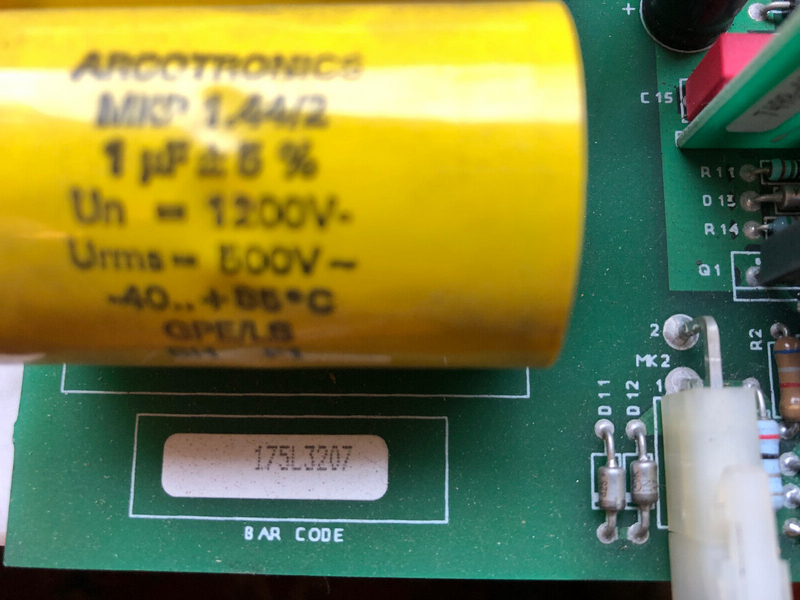 ARCOTRONICS
MKP 1.44/2
1 µF ± 5 %
Un = 1200V-
Urms = 500V~
-40..+85°C
GPE/LS
+
C15
R11
D13
R14
Q1
2
MK2
1
R2
D11
D12
175L3207
BAR CODE